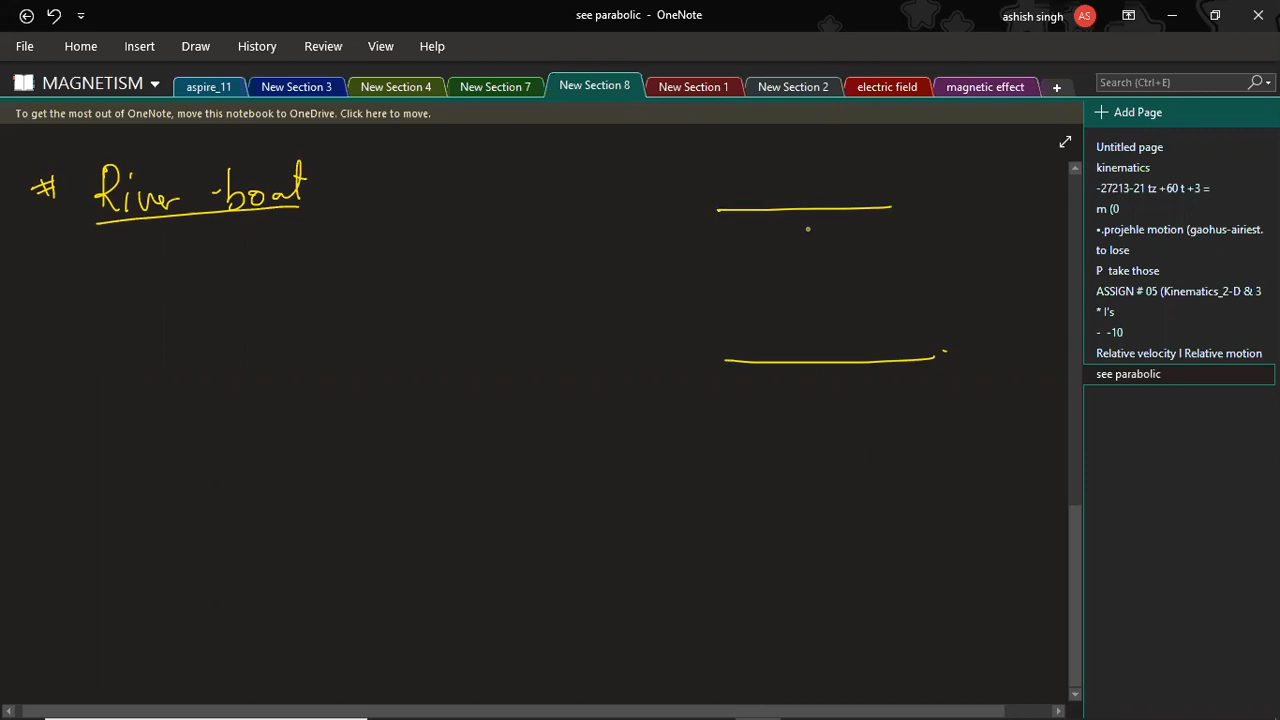 see parabolic - OneNote
ashish singh
AS
File Home Insert Draw History Review View Help
MAGNETISM
aspire_11
New Section 3
New Section 4
New Section 7
New Section 8
New Section 1
New Section 2
electric field
magnetic effect
+
Search (Ctrl+E)
To get the most out of OneNote, move this notebook to OneDrive. Click here to move.
Add Page
Untitled page
kinematics
-27213-21 tz +60 t +3 =
m (0
•.projehle motion (gaohus-airiest.
to lose
P take those
ASSIGN # 05 (Kinematics_2-D & 3
* I's
- -10
Relative velocity l Relative motion
see parabolic
* River-boat